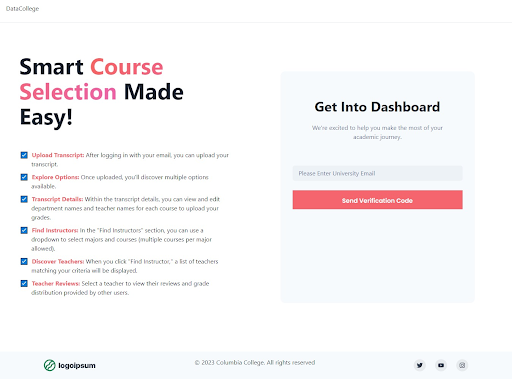 DataCollege
Smart Course
Selection Made
Easy!
Upload Transcript: After logging in with your email, you can upload your
transcript.
Explore Options: Once uploaded, you'll discover multiple options
available.
Transcript Details: Within the transcript details, you can view and edit
department names and teacher names for each course to upload your
grades.
Find Instructors: In the "Find Instructors" section, you can use a
dropdown to select majors and courses (multiple courses per major
allowed).
Discover Teachers: When you click "Find Instructor," a list of teachers
matching your criteria will be displayed.
Teacher Reviews: Select a teacher to view their reviews and grade
distribution provided by other users.
Get Into Dashboard
We're excited to help you make the most of your
academic journey.
Please Enter University Email
Send Verification Code
logoipsum
© 2023 Columbia College. All rights reserved